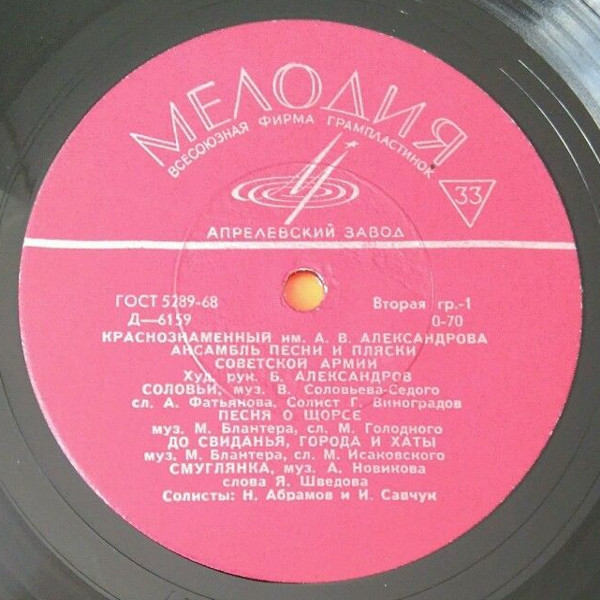 МЕЛОДИЯ
ВСЕСОЮЗНАЯ ФИРМА ГРАМПЛАСТИНОК
33
АПРЕЛЕВСКИЙ ЗАВОД
ГОСТ 5289-68 Вторая гр.-1
Д—6159 0-70
КРАСНОЗНАМЕННЫЙ им. А. В. АЛЕКСАНДРОВА
АНСАМБЛЬ ПЕСНИ И ПЛЯСКИ
СОВЕТСКОЙ АРМИИ
Худ. рук. Б. АЛЕКСАНДРОВ
СОЛОВЬИ, муз. В. Соловьева-Седого
сл. А. Фатьянова, Солист Г. Виноградов
ПЕСНЯ О ЩОРСЕ
муз. М. Блантера, сл. М. Голодного
ДО СВИДАНЬЯ, ГОРОДА И ХАТЫ
муз. М. Блантера, сл. М. Исаковского
СМУГЛЯНКА, муз. А. Новикова
слова Я. Шведова
Солисты: Н. Абрамов и И. Савчук